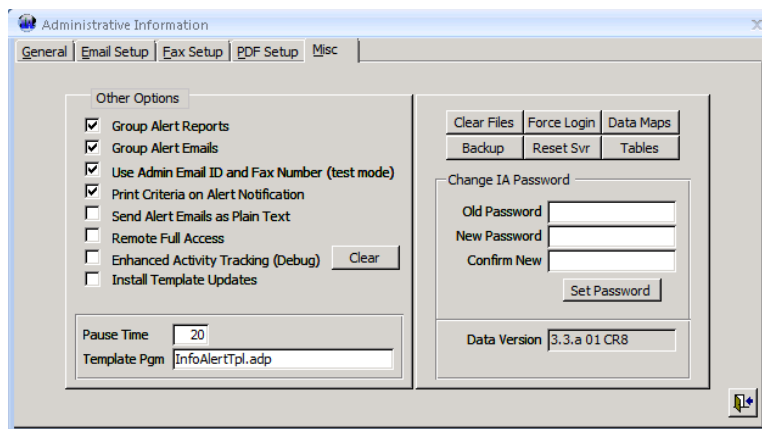 Administrative Information
General Email Setup Fax Setup PDF Setup Misc
Other Options
Group Alert Reports
Group Alert Emails
Use Admin Email ID and Fax Number (test mode)
Print Criteria on Alert Notification
Send Alert Emails as Plain Text
Remote Full Access
Enhanced Activity Tracking (Debug) Clear
Install Template Updates
Pause Time 20
Template Pgm InfoAlertTpl.adp
Clear Files Force Login Data Maps
Backup Reset Svr Tables
Change IA Password
Old Password
New Password
Confirm New
Set Password
Data Version 3.3.a 01 CR8